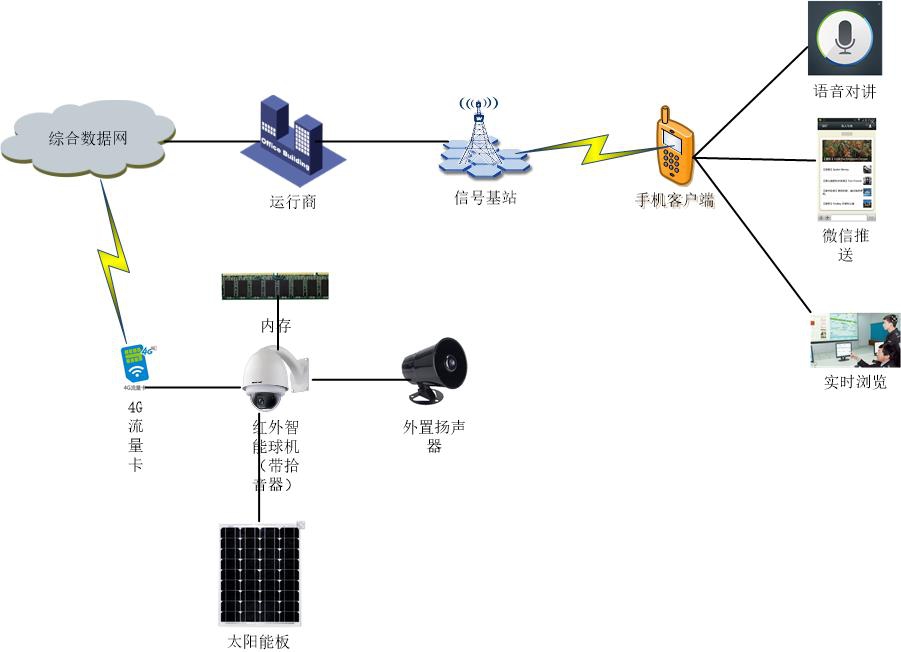 语音对讲
综合数据网
Office Building
运行商
信号基站
手机客户端
微信推
送
实时浏览
内存
4G
4G流量卡
4G
流
量
卡
红外智
能球机
（带拾
音器）
外置扬声
器
太阳能板